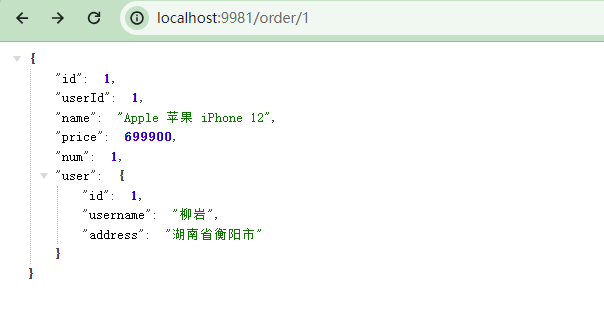 localhost:9981/order/1
{
"id": 1,
"userId": 1,
"name": "Apple 苹果 iPhone 12",
"price": 699900,
"num": 1,
"user": {
"id": 1,
"username": "柳岩",
"address": "湖南省衡阳市"
}
}